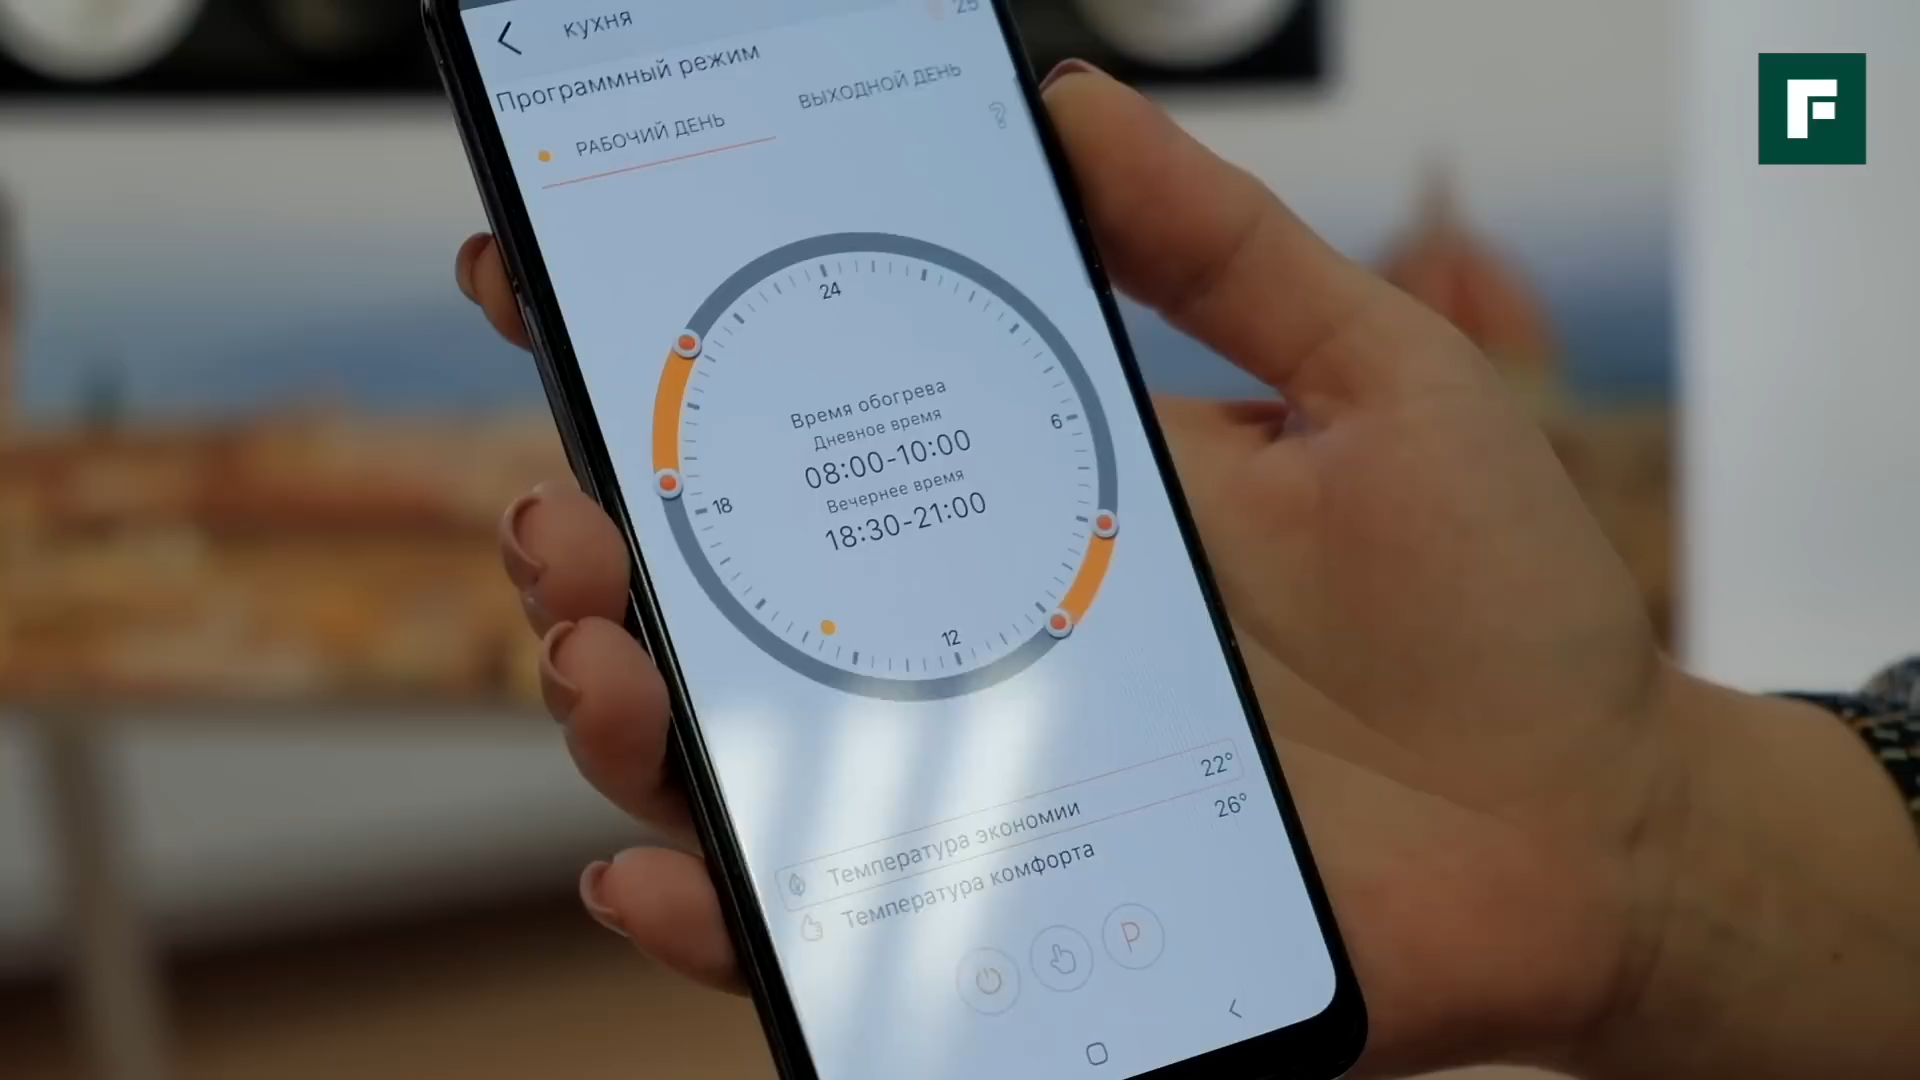 кухня
25
Программный режим
РАБОЧИЙ ДЕНЬ
ВЫХОДНОЙ ДЕНЬ
?
24
6
Время обогрева
Дневное время
08:00-10:00
Вечернее время
18:30-21:00
18
12
Температура экономии 22°
Температура комфорта 26°
P
F